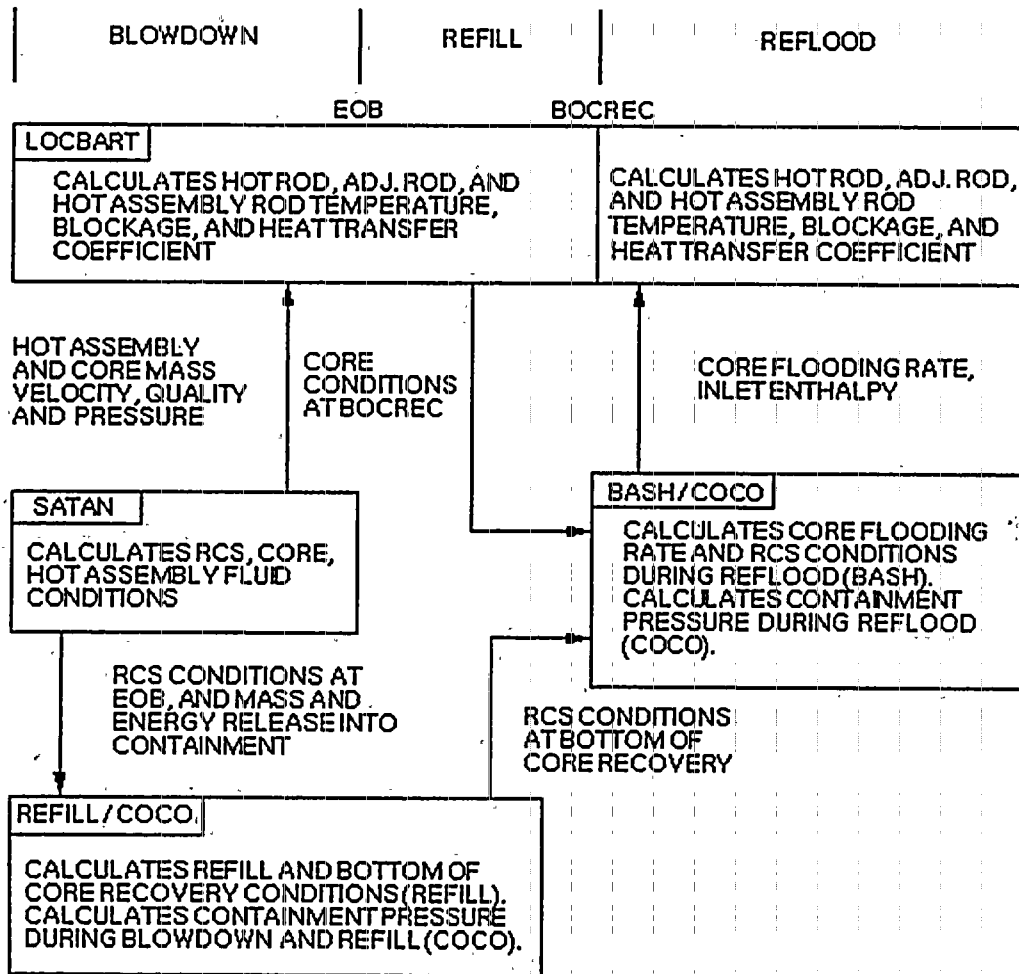 BLOWDOWN
REFILL
REFLOOD
EOB
BOCREC
LOCBART
CALCULATES HOT ROD, ADJ. ROD, AND
HOT ASSEMBLY ROD TEMPERATURE,
BLOCKAGE, AND HEAT TRANSFER
COEFFICIENT
CALCULATES HOT ROD, ADJ. ROD,
AND HOT ASSEMBLY ROD
TEMPERATURE, BLOCKAGE, AND
HEAT TRANSFER COEFFICIENT
HOT ASSEMBLY
AND CORE MASS
VELOCITY, QUALITY
AND PRESSURE
CORE
CONDITIONS
AT BOCREC
CORE FLOODING RATE,
INLET ENTHALPY
SATAN
CALCULATES RCS, CORE,
HOT ASSEMBLY FLUID
CONDITIONS
BASH/COCO
CALCULATES CORE FLOODING
RATE AND RCS CONDITIONS
DURING REFLOOD (BASH).
CALCULATES CONTAINMENT
PRESSURE DURING REFLOOD
(COCO).
RCS CONDITIONS AT
EOB, AND MASS AND
ENERGY RELEASE INTO
CONTAINMENT
RCS CONDITIONS
AT BOTTOM OF
CORE RECOVERY
REFILL/COCO
CALCULATES REFILL AND BOTTOM OF
CORE RECOVERY CONDITIONS (REFILL).
CALCULATES CONTAINMENT PRESSURE
DURING BLOWDOWN AND REFILL (COCO).